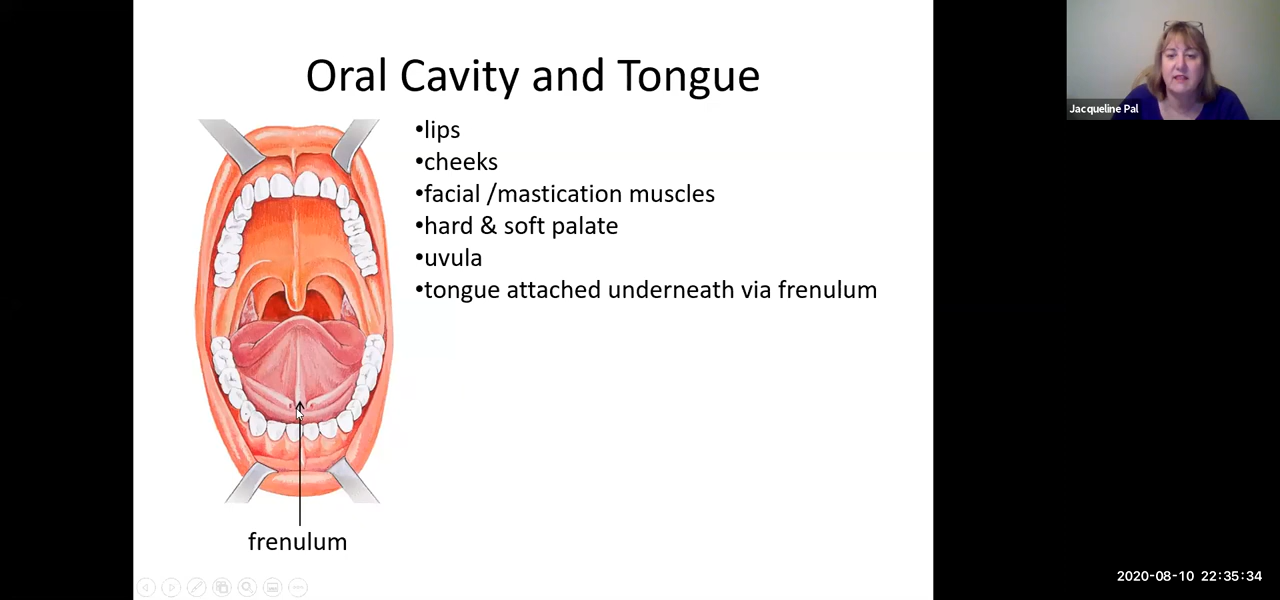 Oral Cavity and Tongue
•lips
•cheeks
•facial /mastication muscles
•hard & soft palate
•uvula
•tongue attached underneath via frenulum
frenulum
Jacqueline Pal
2020-08-10 22:35:34